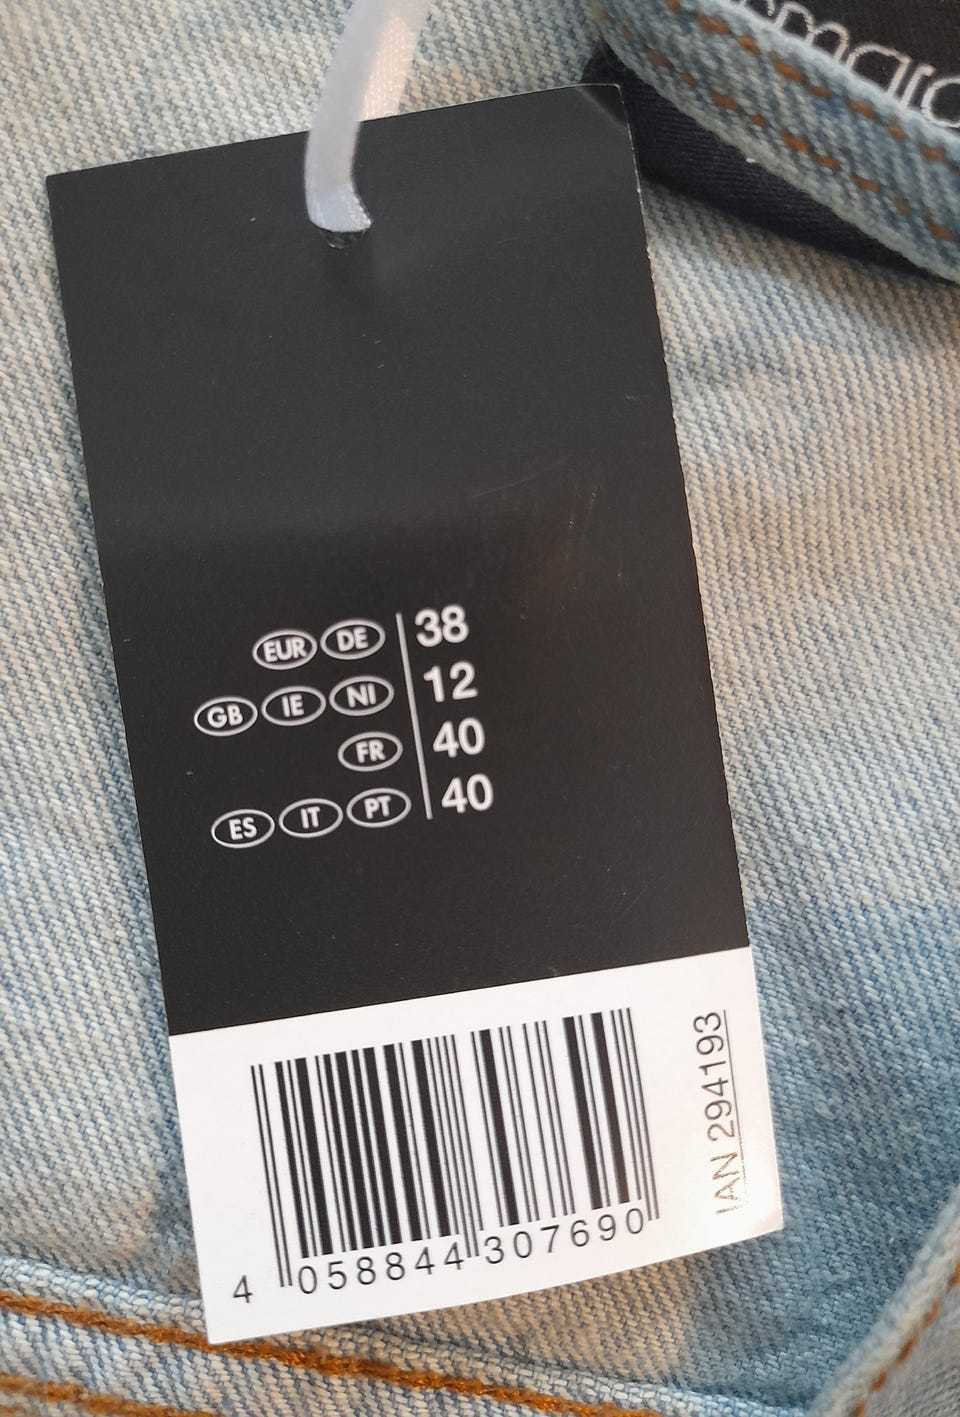 EUR DE 38
GB IE NI 12
FR 40
ES IT PT 40
IAN 294193
4 058844 307690